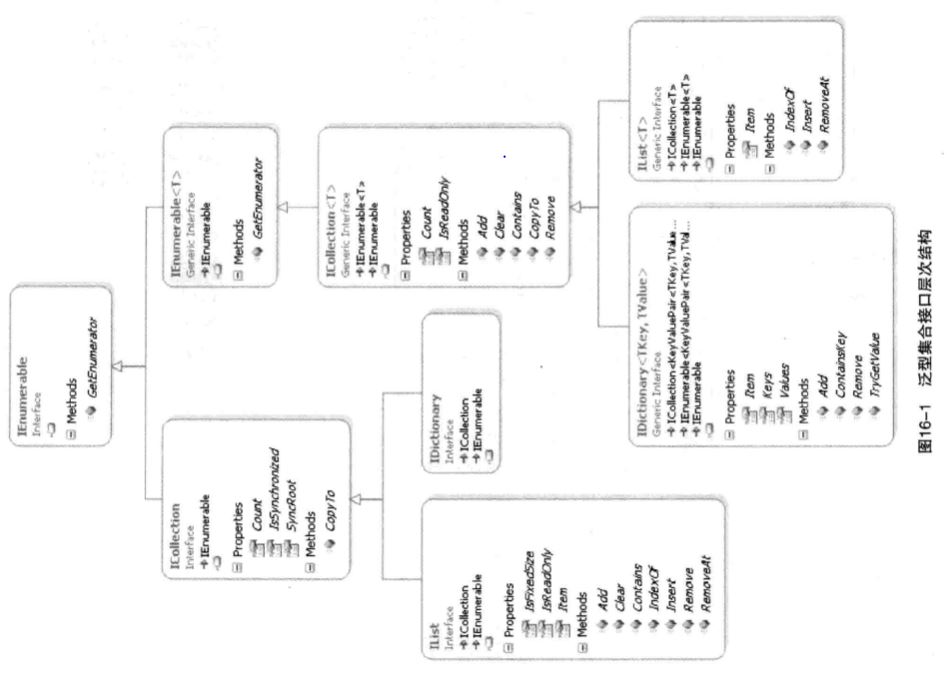 IEnumerable
Interface
Methods
GetEnumerator
ICollection
Interface
IEnumerable
Properties
Count
IsSynchronized
SyncRoot
Methods
CopyTo
IEnumerable<T>
Generic Interface
IEnumerable
Methods
GetEnumerator
IList
Interface
ICollection
IEnumerable
Properties
IsFixedSize
IsReadOnly
Item
Methods
Add
Clear
Contains
IndexOf
Insert
Remove
RemoveAt
IDictionary
Interface
ICollection
IEnumerable
ICollection<T>
Generic Interface
IEnumerable<T>
IEnumerable
Properties
Count
IsReadOnly
Methods
Add
Clear
Contains
CopyTo
Remove
IDictionary<TKey, TValue>
Generic Interface
ICollection<KeyValuePair<TKey, TValue...
IEnumerable<KeyValuePair<TKey, TVal...
IEnumerable
Properties
Item
Keys
Values
Methods
Add
ContainsKey
Remove
TryGetValue
IList<T>
Generic Interface
ICollection<T>
IEnumerable<T>
IEnumerable
Properties
Item
Methods
IndexOf
Insert
RemoveAt
图16-1 泛型集合接口层次结构